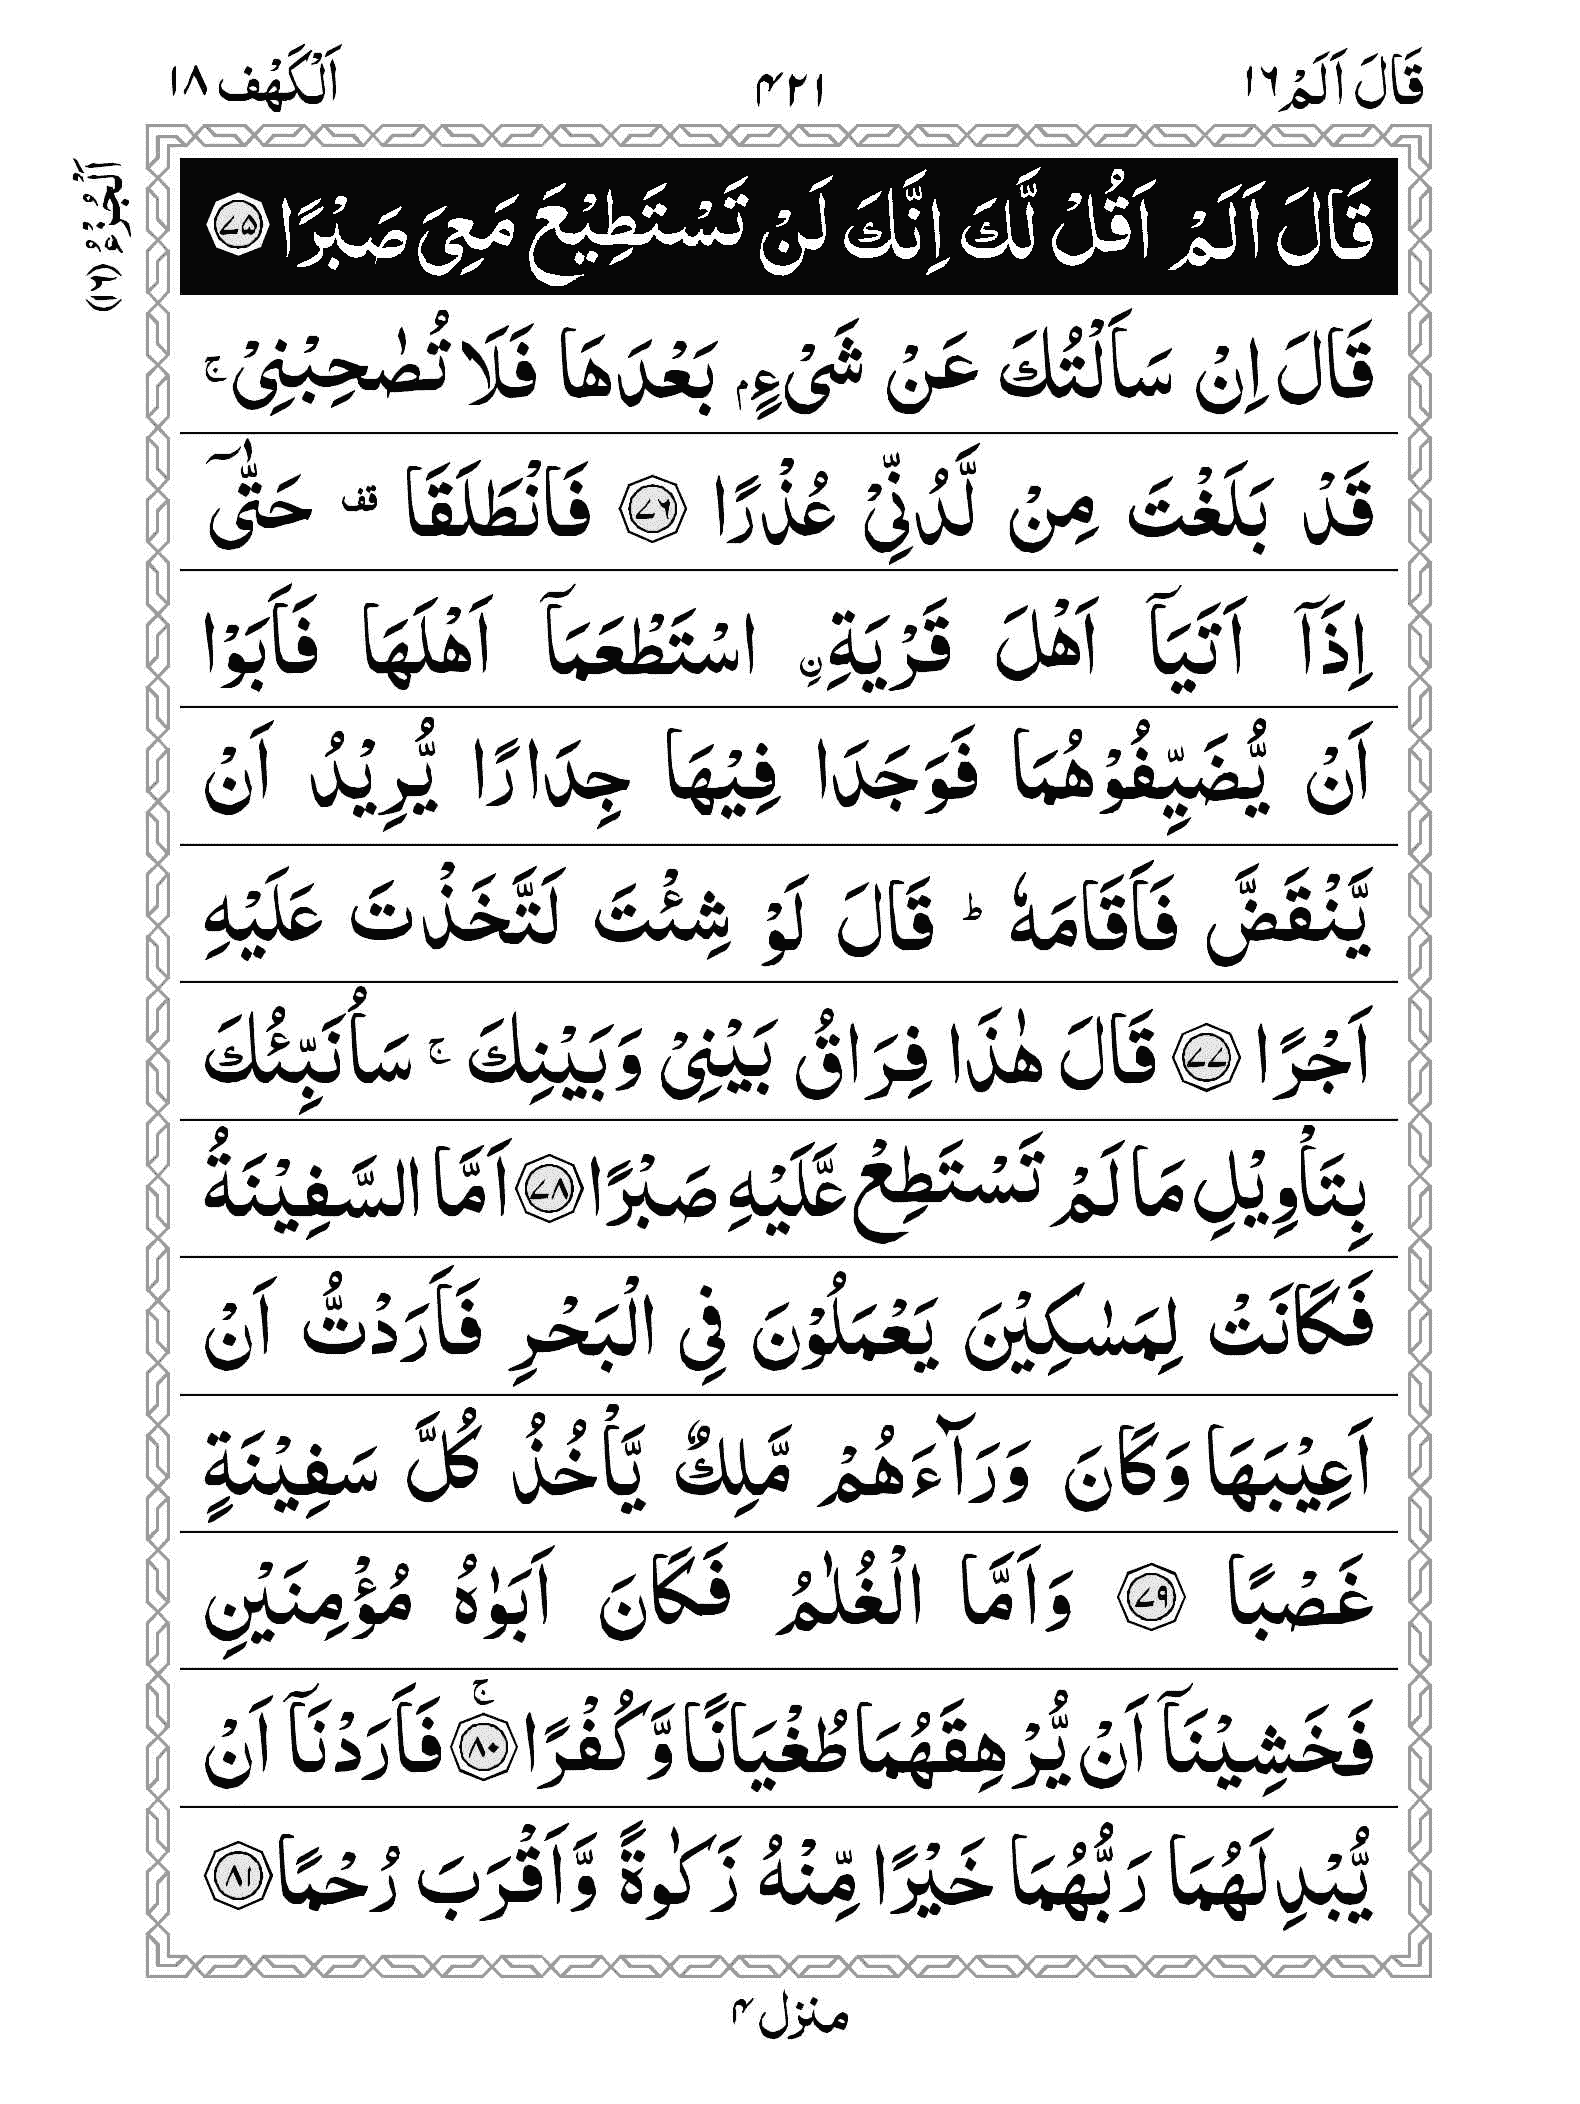 قَالَ اَلَمْ ١٦
٤٢١
اَلْكَهْف ١٨
اَلْجُزْءُ (١٦)
قَالَ اَلَمْ اَقُلْ لَّكَ اِنَّكَ لَنْ تَسْتَطِيْعَ مَعِيَ صَبْرًا ۝٧٥
قَالَ اِنْ سَاَلْتُكَ عَنْ شَیْءٍۭ بَعْدَهَا فَلَا تُصٰحِبْنِیْ ۚ
قَدْ بَلَغْتَ مِنْ لَّدُنِّیْ عُذْرًا ۝٧٦ فَانْطَلَقَا ۥقف حَتّٰۤی
اِذَاۤ اَتَیَاۤ اَهْلَ قَرْیَةِ ِ۟ن اسْتَطْعَمَاۤ اَهْلَهَا فَاَبَوْا
اَنْ یُّضَیِّفُوْهُمَا فَوَجَدَا فِیْهَا جِدَارًا یُّرِیْدُ اَنْ
یَّنْقَضَّ فَاَقَامَهٗ ؕ قَالَ لَوْ شِئْتَ لَتَّخَذْتَ عَلَیْهِ
اَجْرًا ۝٧٧ قَالَ هٰذَا فِرَاقُ بَیْنِیْ وَبَیْنِكَ ۚ سَاُنَبِّئُكَ
بِتَاْوِیْلِ مَا لَمْ تَسْتَطِعْ عَّلَیْهِ صَبْرًا ۝٧٨ اَمَّا السَّفِیْنَةُ
فَكَانَتْ لِمَسٰكِیْنَ یَعْمَلُوْنَ فِی الْبَحْرِ فَاَرَدْتُّ اَنْ
اَعِیْبَهَا وَكَانَ وَرَآءَهُمْ مَّلِكٌ یَّاْخُذُ كُلَّ سَفِیْنَةٍ
غَصْبًا ۝٧٩ وَاَمَّا الْغُلٰمُ فَكَانَ اَبَوٰهُ مُؤْمِنَیْنِ
فَخَشِیْنَاۤ اَنْ یُّرْهِقَهُمَا طُغْیَانًا وَّكُفْرًا ۝٨٠ۚ فَاَرَدْنَاۤ اَنْ
یُّبْدِلَهُمَا رَبُّهُمَا خَیْرًا مِّنْهُ زَكٰوةً وَّاَقْرَبَ رُحْمًا ۝٨١
منزل ٤